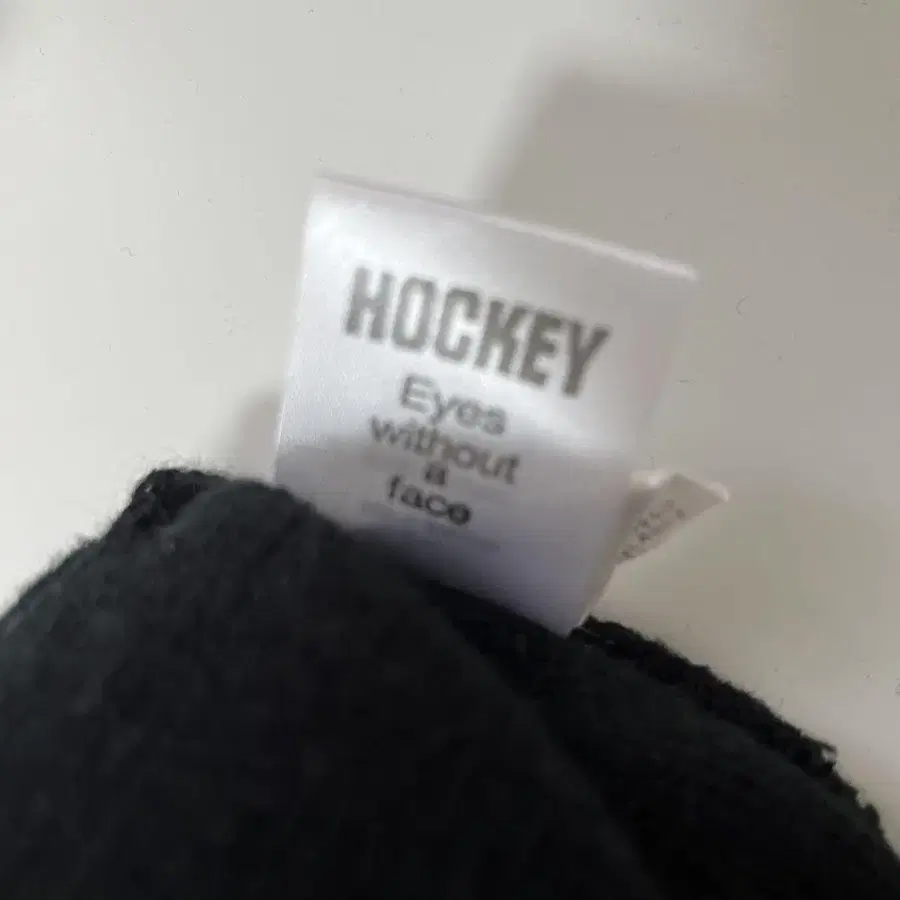 HOCKEY
Eyes
without
a
face